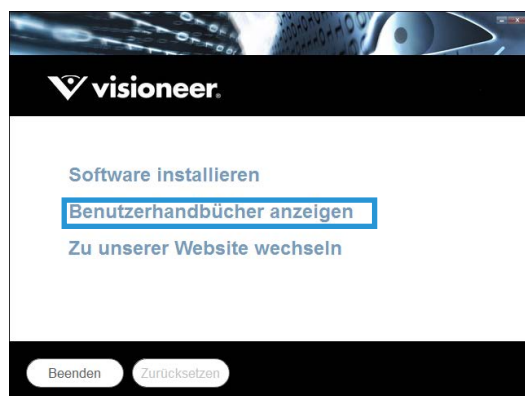 visioneer.
Software installieren
Benutzerhandbücher anzeigen
Zu unserer Website wechseln
Beenden
Zurücksetzen